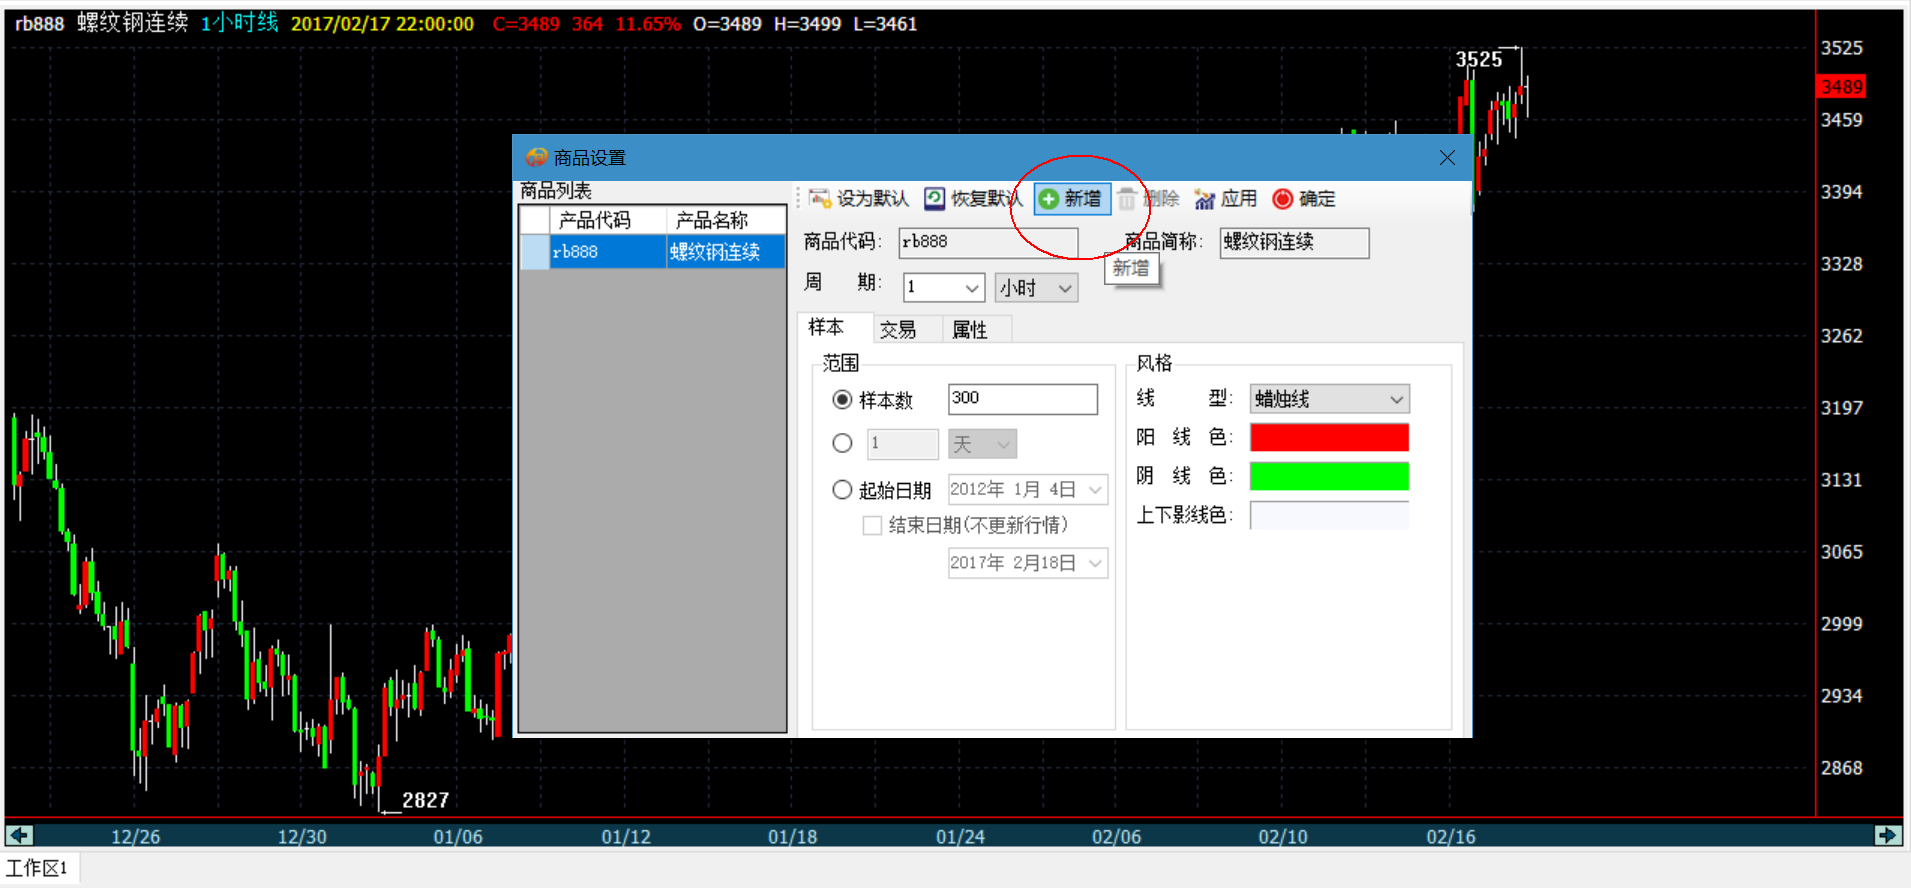 rb888 螺纹钢连续 1小时线 2017/02/17 22:00:00 C=3489 364 11.65% O=3489 H=3499 L=3461
3525
3525
3489
3459
3394
3328
3262
3197
3131
3065
2999
2934
2868
商品设置
商品列表
产品代码 产品名称
rb888 螺纹钢连续
设为默认 恢复默认 新增 删除 应用 确定
商品代码: rb888 商品简称: 螺纹钢连续
新增
周 期: 1 小时
样本 交易 属性
范围
样本数 300
1 天
起始日期 2012年 1月 4日
结束日期(不更新行情)
2017年 2月18日
风格
线 型: 蜡烛线
阳 线 色:
阴 线 色:
上下影线色:
2827
12/26 12/30 01/06 01/12 01/18 01/24 02/06 02/10 02/16
工作区1